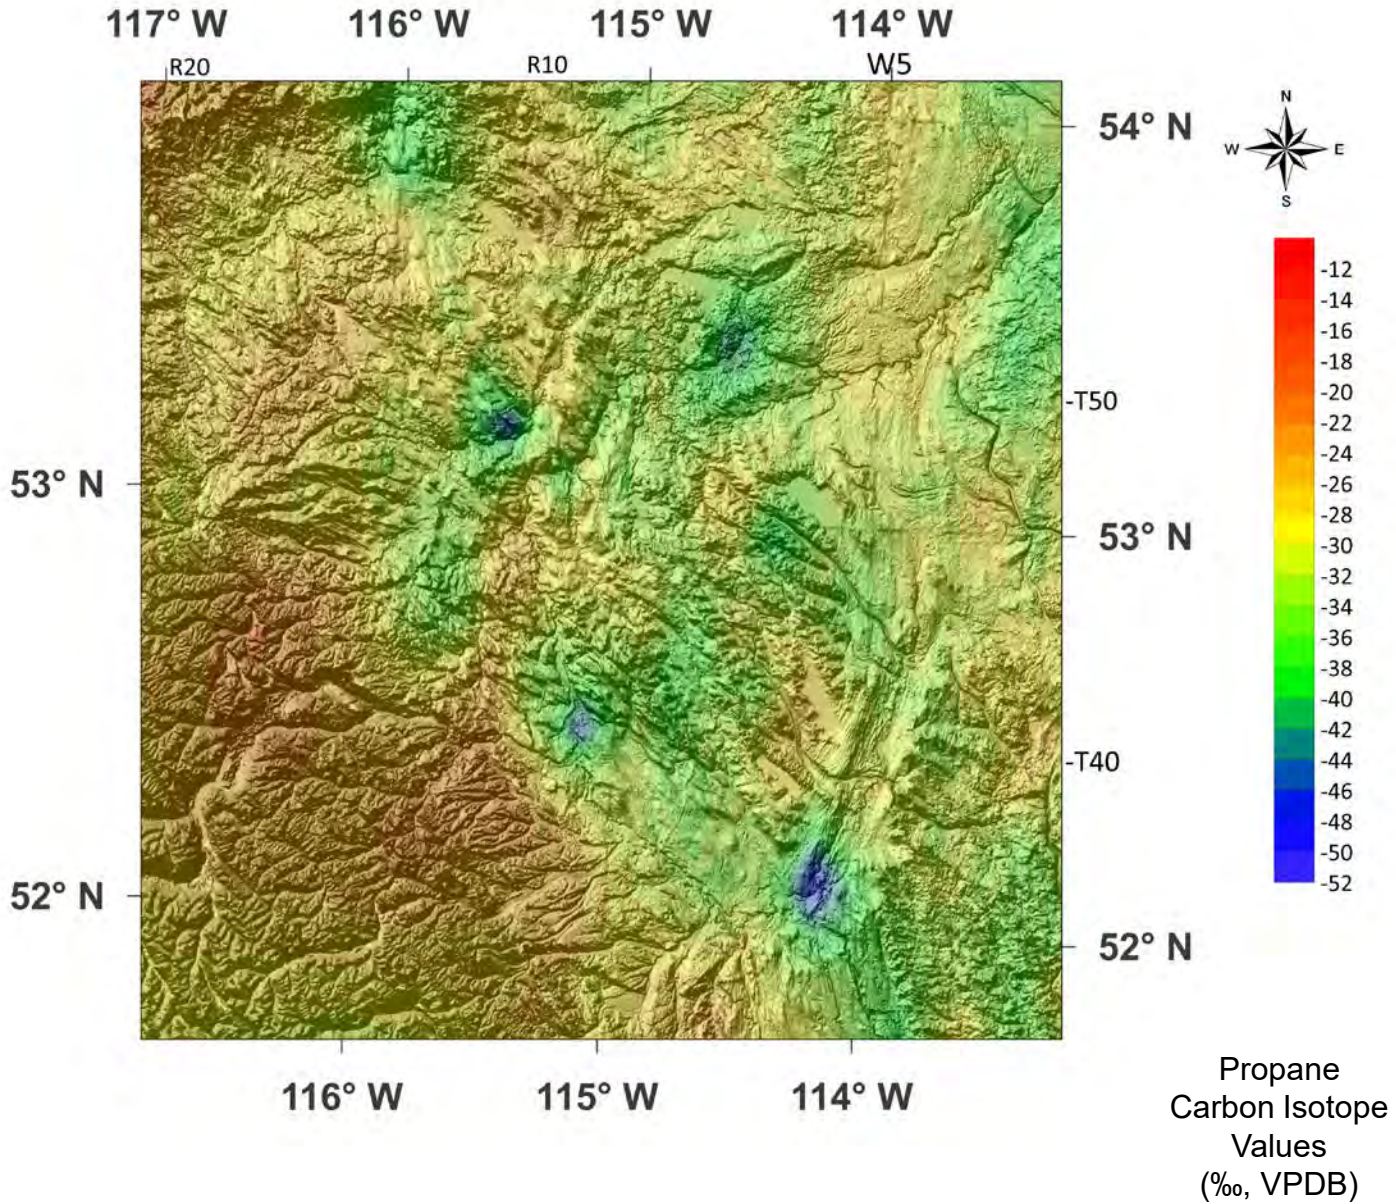 117° W 116° W 115° W 114° W
R20 R10 W5
54° N
N
W E
S
-12
-14
-16
-18
-20
-22
-24
-26
-28
-30
-32
-34
-36
-38
-40
-42
-44
-46
-48
-50
-52
-T50
53° N
53° N
-T40
52° N
52° N
116° W 115° W 114° W
Propane
Carbon Isotope
Values
(‰, VPDB)